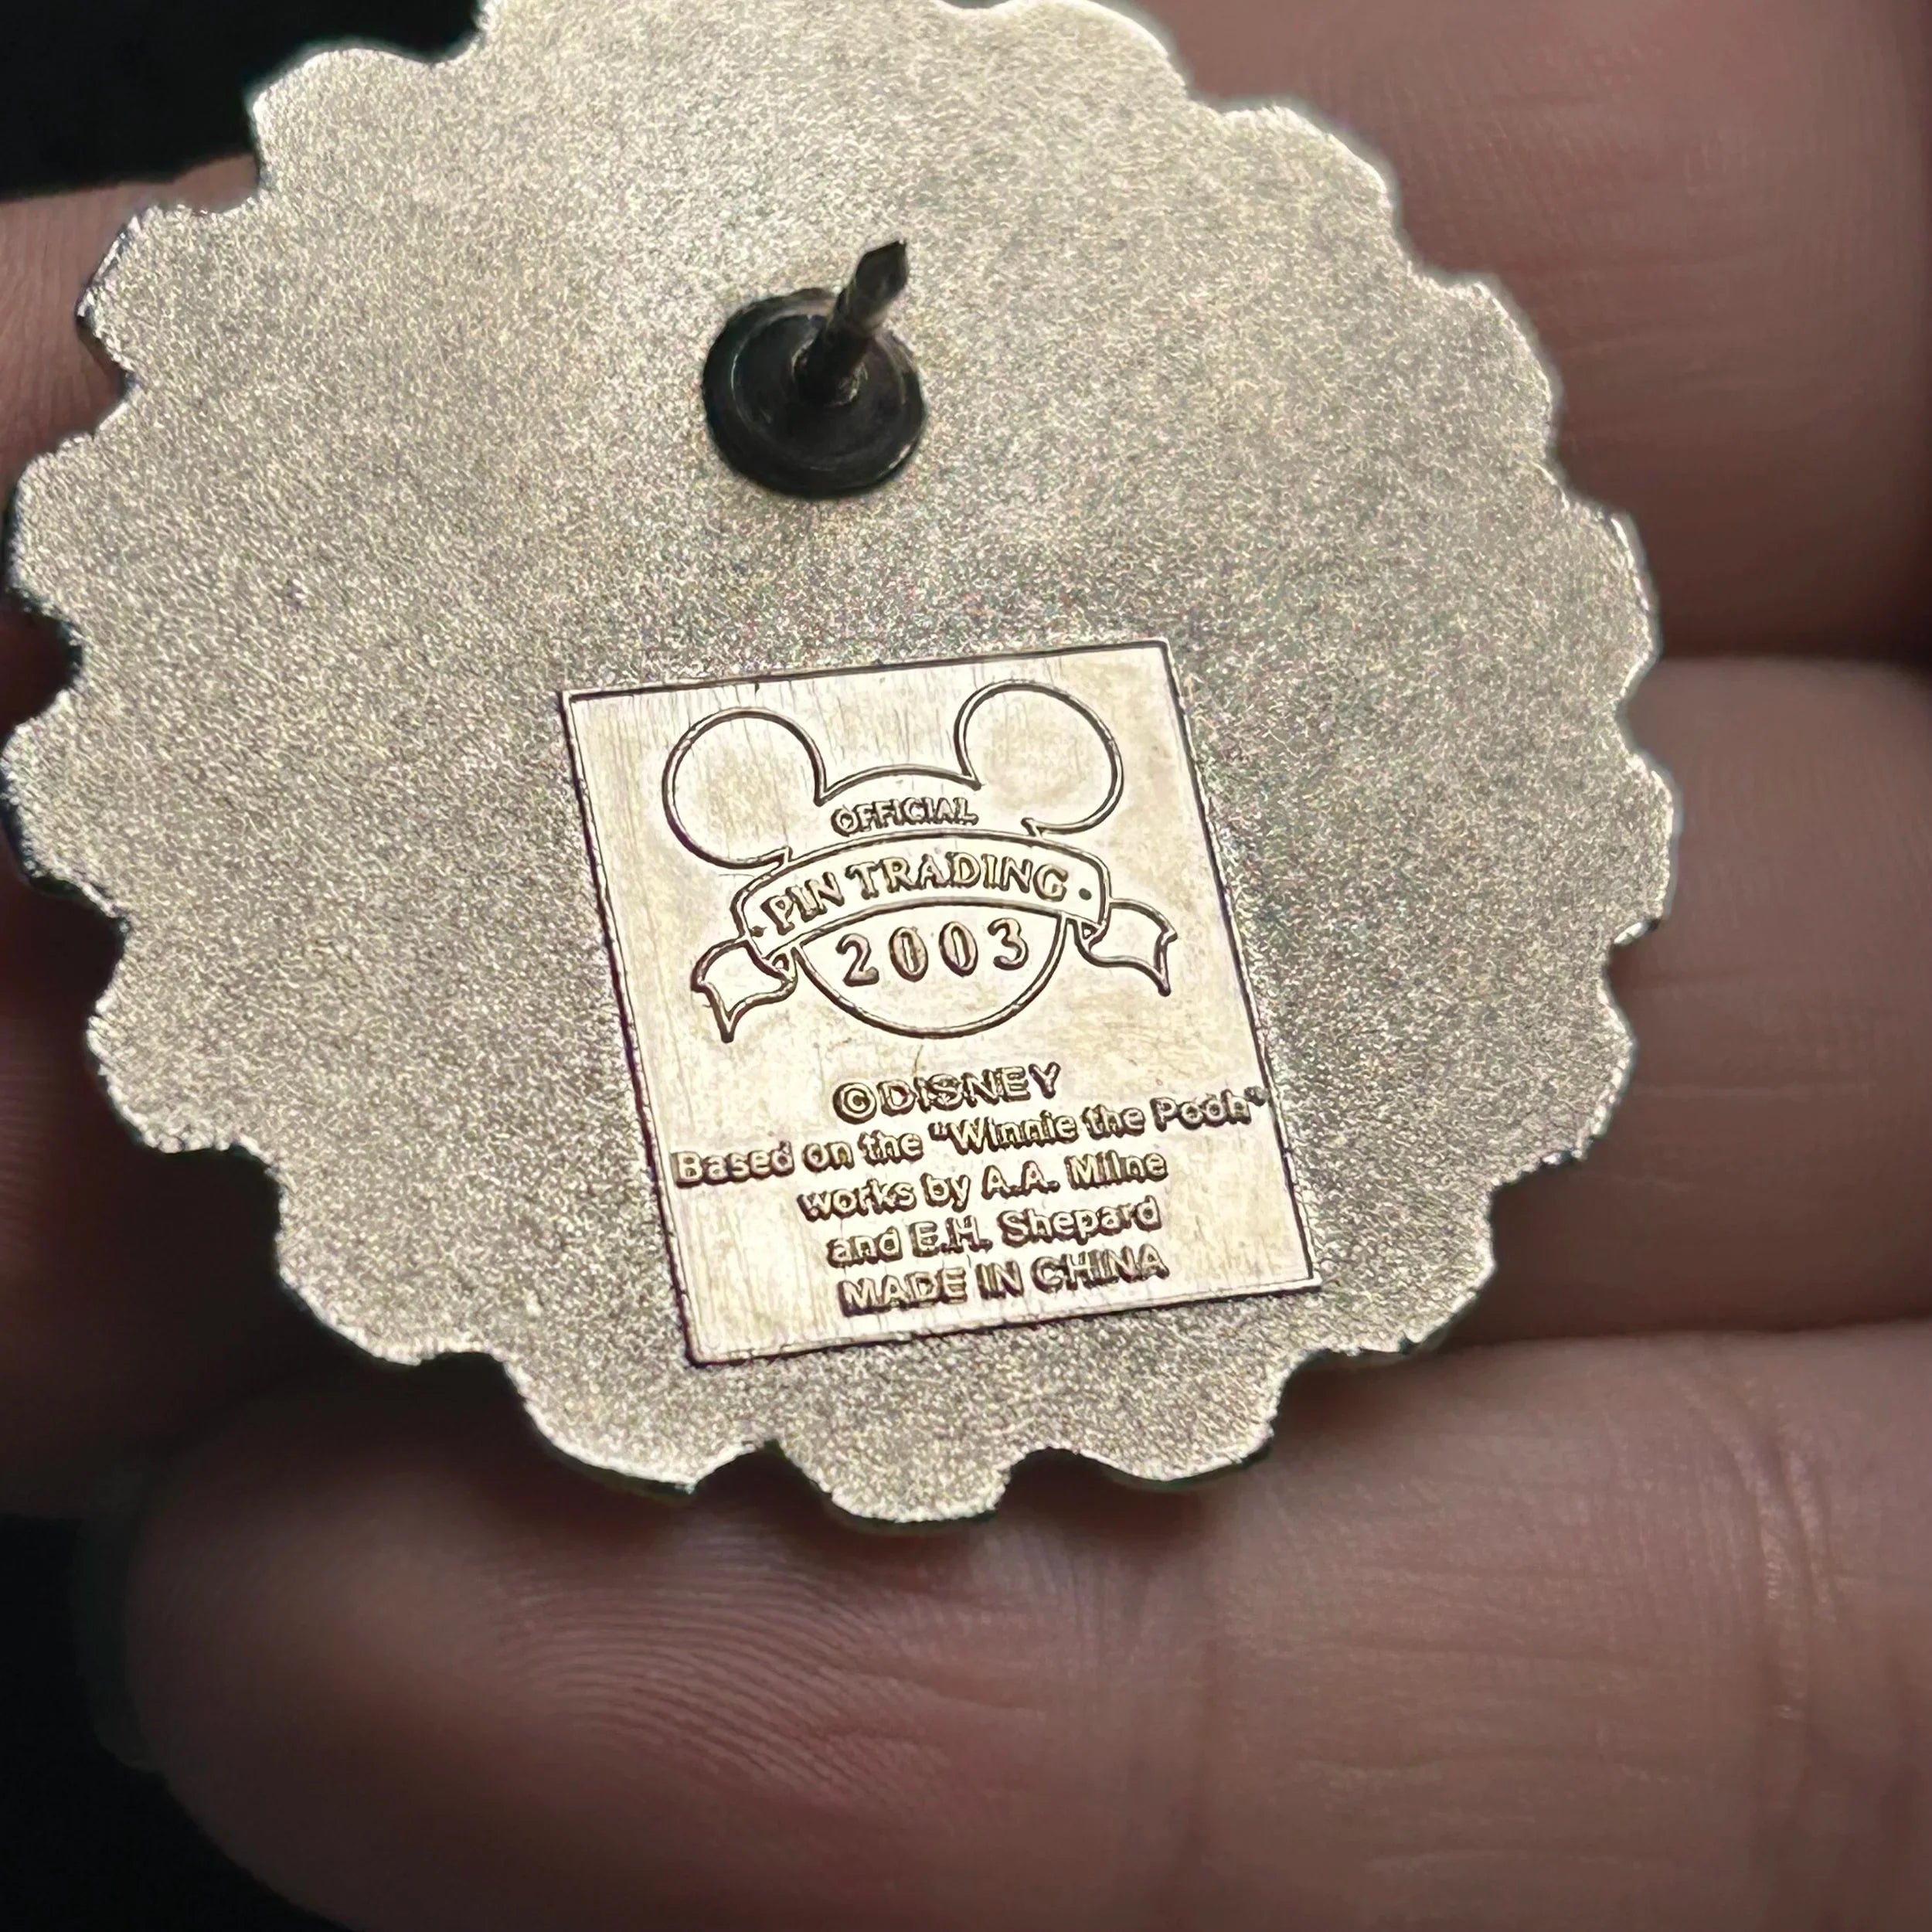 OFFICIAL
·PIN TRADING·
2003
©DISNEY
Based on the "Winnie the Pooh"
works by A.A. Milne
and E.H. Shepard
MADE IN CHINA